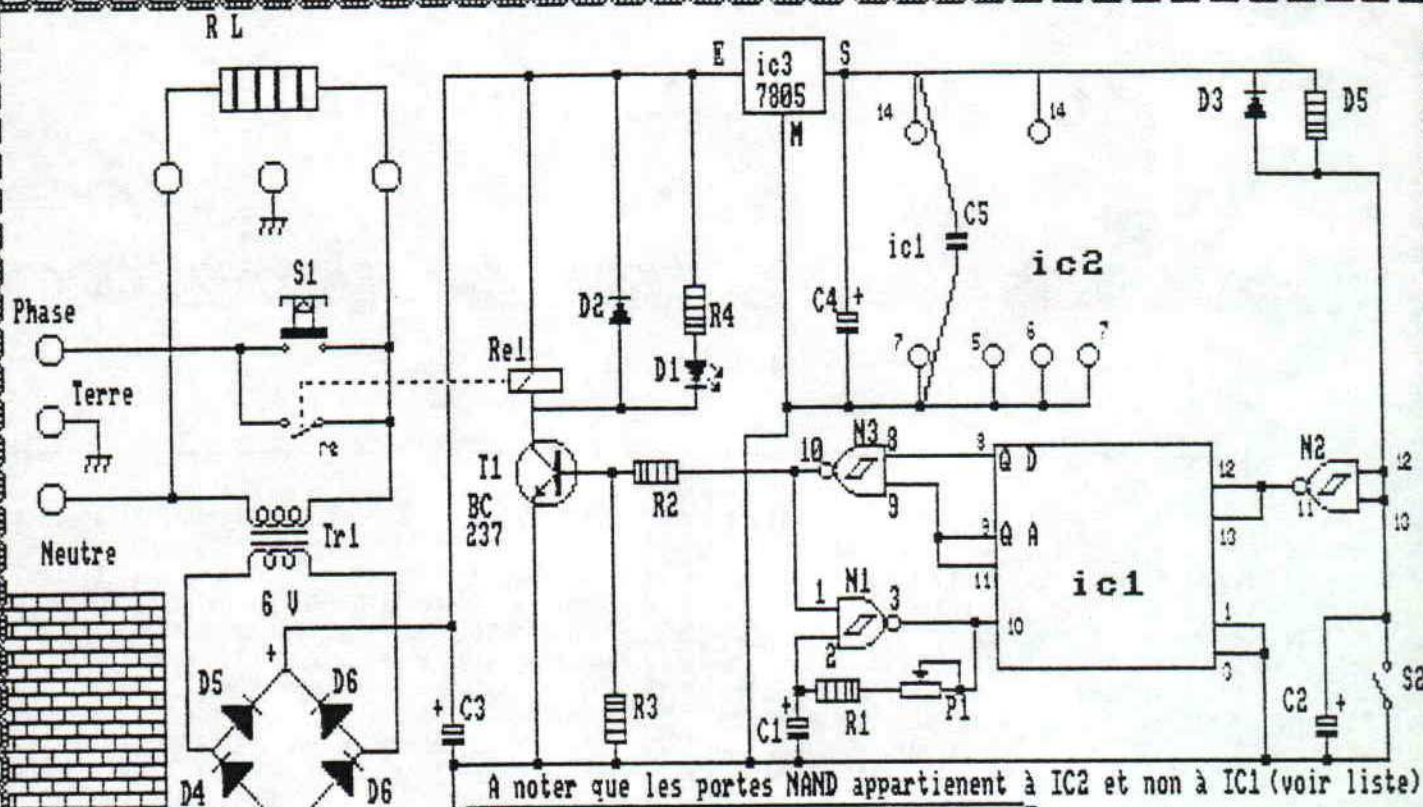 R L
E
ic3
7805
S
M
14
14
D3
D5
S1
C5
ic1
ic2
Phase
D2
R4
C4
+
Rel
D1
7
5
6
7
Terre
re
T1
BC
237
R2
10
N3
8
9
8
Q D
9
Q A
11
12
13
N2
11
12
13
ic1
Neutre
Tr1
6 V
+
1
N1
3
2
10
1
D5
D6
+
C3
R3
+
C1
R1
P1
C2
+
S2
D4
D6
A noter que les portes NAND appartienent à IC2 et non à IC1 (voir liste)